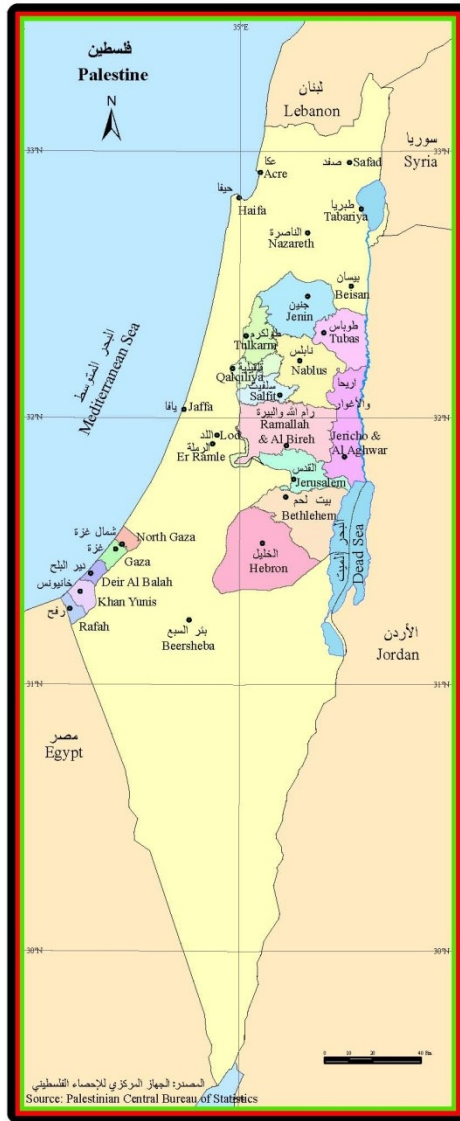 فلسطين
Palestine
N
35°E
لبنان
Lebanon
سوريا
Syria
33°N
33°N
عكا
Acre
صفد Safad
حيفا
Haifa
طبريا
Tabariya
الناصرة
Nazareth
بيسان
Beisan
جنين
Jenin
طوباس
Tubas
طولكرم
Tulkarm
نابلس
Nablus
قلقيلية
Qalqiliya
سلفيت
Salfit
اريحا
والأغوار
Jericho &
Al Aghwar
البحر المتوسط
Mediterranean Sea
32°N
32°N
يافا Jaffa
رام الله والبيرة
Ramallah
& Al Bireh
اللد Lod
الرملة
Er Ramle
القدس
Jerusalem
بيت لحم
Bethlehem
البحر الميت
Dead Sea
الخليل
Hebron
شمال غزة
North Gaza
غزة
Gaza
دير البلح
Deir Al Balah
خانيونس
Khan Yunis
رفح
Rafah
بئر السبع
Beersheba
الأردن
Jordan
31°N
31°N
مصر
Egypt
30°N
30°N
المصدر: الجهاز المركزي للإحصاء الفلسطيني
Source: Palestinian Central Bureau of Statistics